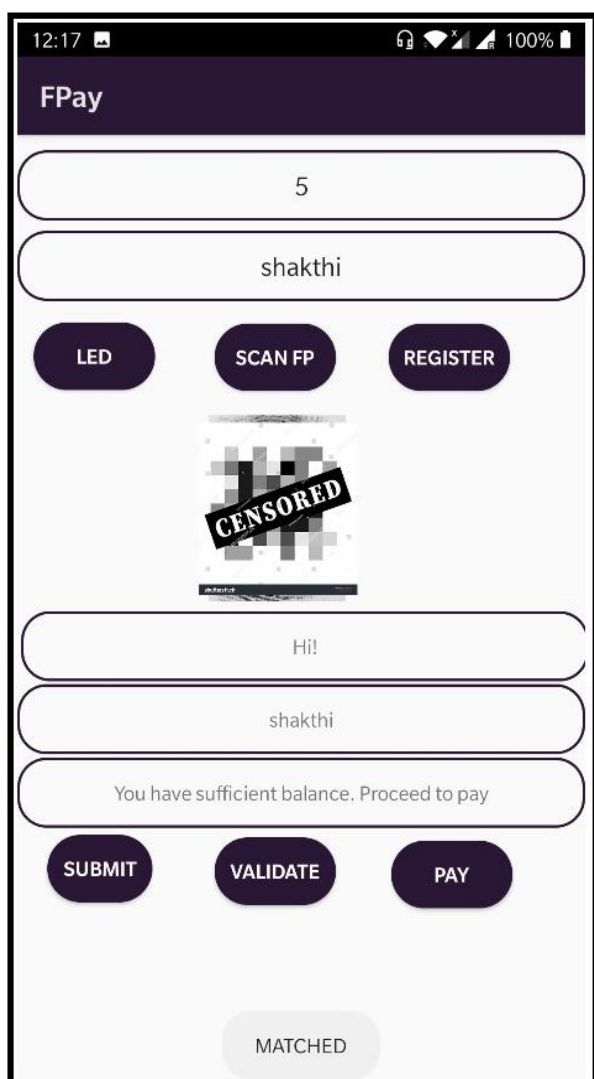 12:17 100%
FPay
5
shakthi
LED SCAN FP REGISTER
CENSORED
Hi!
shakthi
You have sufficient balance. Proceed to pay
SUBMIT VALIDATE PAY
MATCHED